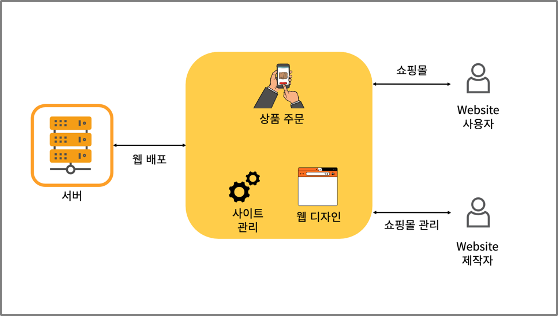 상품 주문
쇼핑몰
Website
사용자
웹 배포
서버
사이트
관리
웹 디자인
쇼핑몰 관리
Website
제작자